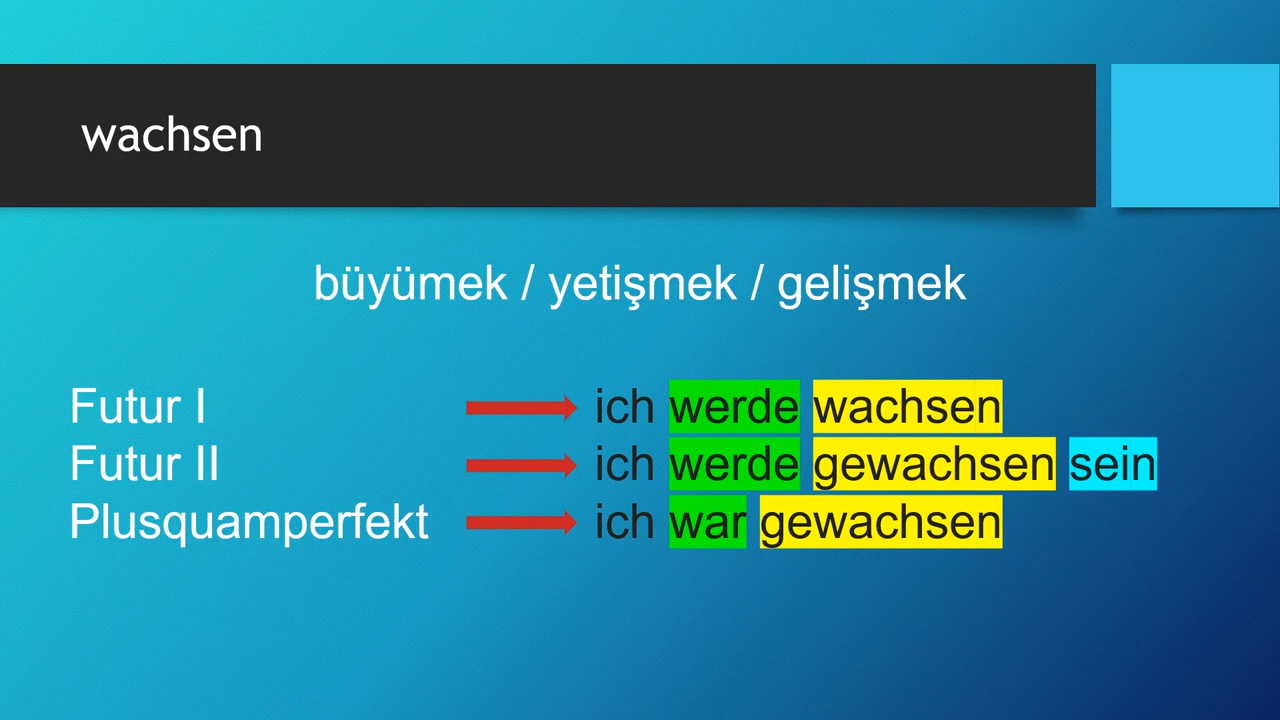 wachsen
büyümek / yetişmek / gelişmek
Futur I ich werde wachsen
Futur II ich werde gewachsen sein
Plusquamperfekt ich war gewachsen